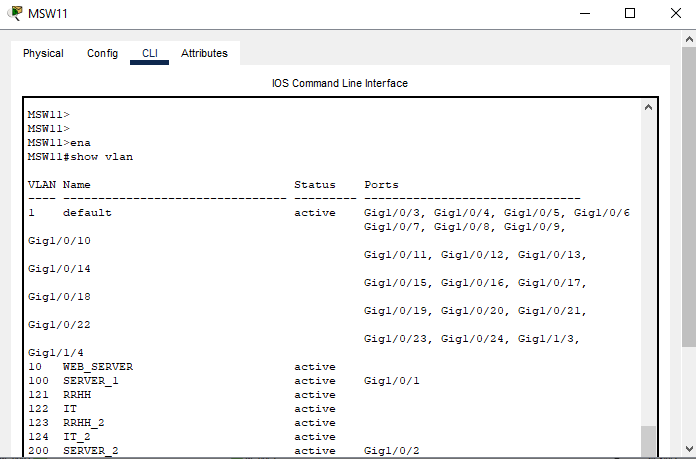 MSW11
Physical Config CLI Attributes
IOS Command Line Interface
MSW11>
MSW11>
MSW11>ena
MSW11#show vlan
VLAN Name Status Ports
---- -------------------------------- --------- -------------------------------
1 default active Gig1/0/3, Gig1/0/4, Gig1/0/5, Gig1/0/6
Gig1/0/7, Gig1/0/8, Gig1/0/9,
Gig1/0/10
Gig1/0/11, Gig1/0/12, Gig1/0/13,
Gig1/0/14
Gig1/0/15, Gig1/0/16, Gig1/0/17,
Gig1/0/18
Gig1/0/19, Gig1/0/20, Gig1/0/21,
Gig1/0/22
Gig1/0/23, Gig1/0/24, Gig1/1/3,
Gig1/1/4
10 WEB_SERVER active
100 SERVER_1 active Gig1/0/1
121 RRHH active
122 IT active
123 RRHH_2 active
124 IT_2 active
200 SERVER_2 active Gig1/0/2